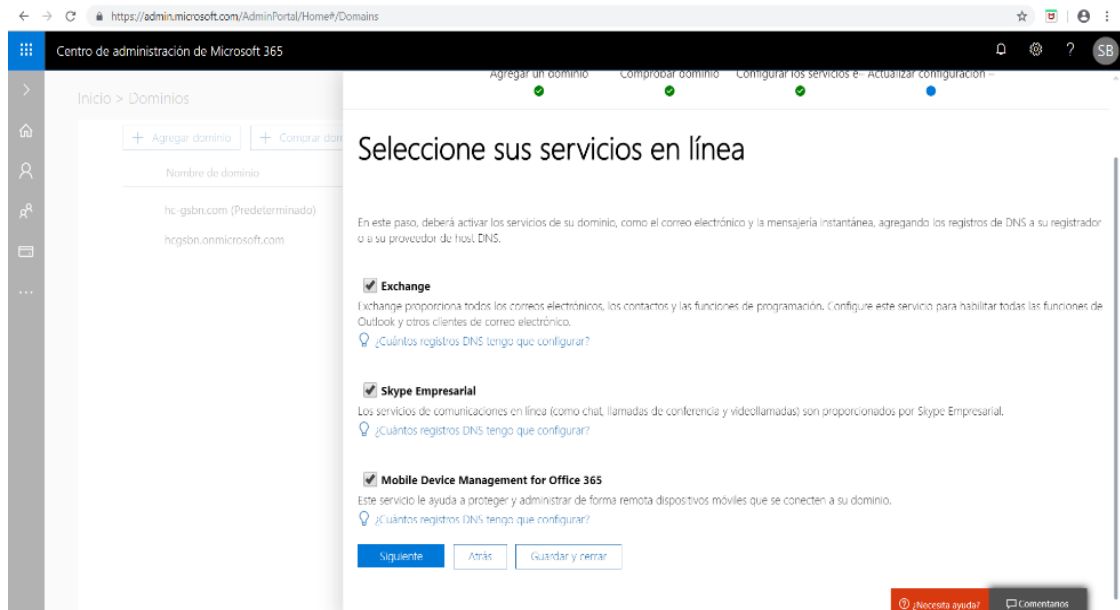 https://admin.microsoft.com/AdminPortal/Home#/Domains
Centro de administración de Microsoft 365
SB
Agregar un dominio
Comprobar dominio
Configurar los servicios e...
Actualizar configuración ...
Inicio > Dominios
+ Agregar dominio
+ Comprar dom
Nombre de dominio
hc-gsbn.com (Predeterminado)
hcgsbn.onmicrosoft.com
Seleccione sus servicios en línea
En este paso, deberá activar los servicios de su dominio, como el correo electrónico y la mensajería instantánea, agregando los registros de DNS a su registrador
o a su proveedor de host DNS.
Exchange
Exchange proporciona todos los correos electrónicos, los contactos y las funciones de programación. Configure este servicio para habilitar todas las funciones de
Outlook y otros clientes de correo electrónico.
¿Cuántos registros DNS tengo que configurar?
Skype Empresarial
Los servicios de comunicaciones en línea (como chat, llamadas de conferencia y videollamadas) son proporcionados por Skype Empresarial.
¿Cuántos registros DNS tengo que configurar?
Mobile Device Management for Office 365
Este servicio le ayuda a proteger y administrar de forma remota dispositivos móviles que se conecten a su dominio.
¿Cuántos registros DNS tengo que configurar?
Siguiente
Atrás
Guardar y cerrar
¿Necesita ayuda?
Comentarios